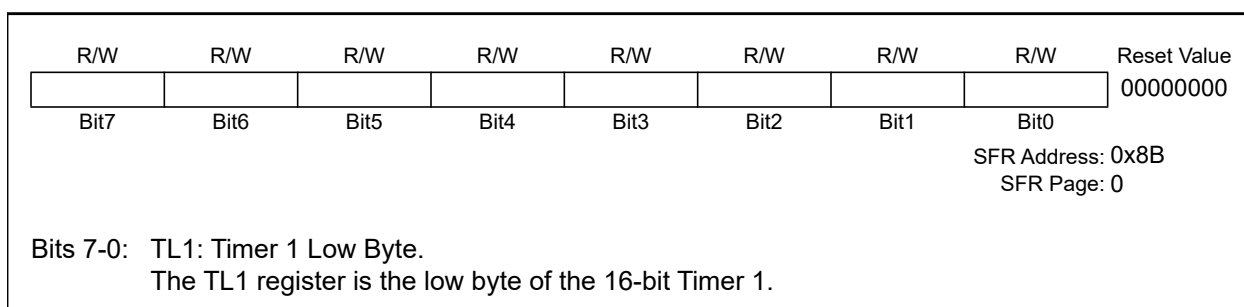 R/W R/W R/W R/W R/W R/W R/W R/W Reset Value
00000000
Bit7 Bit6 Bit5 Bit4 Bit3 Bit2 Bit1 Bit0
SFR Address: 0x8B
SFR Page: 0
Bits 7-0: TL1: Timer 1 Low Byte.
The TL1 register is the low byte of the 16-bit Timer 1.